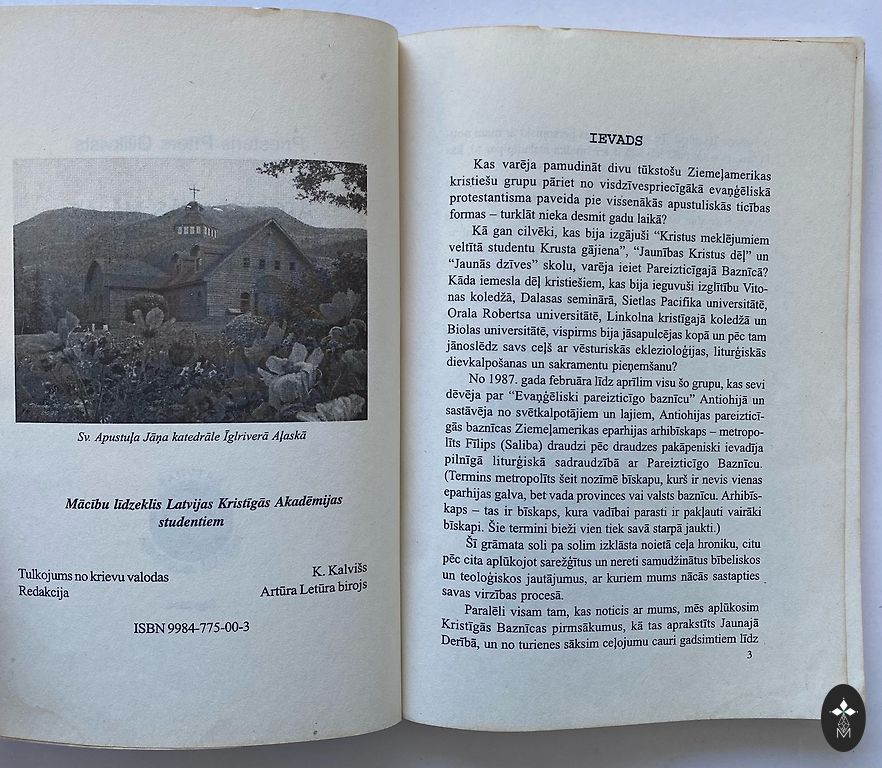 Sv. Apustuļa Jāņa katedrāle Īglriverā Aļaskā
Mācību līdzeklis Latvijas Kristīgās Akadēmijas
studentiem
Tulkojums no krievu valodas K. Kalvišs
Redakcija Artūra Letūra birojs
ISBN 9984-775-00-3
IEVADS
Kas varēja pamudināt divu tūkstošu Ziemeļamerikas
kristiešu grupu pāriet no visdzīvespriecīgākā evaņģēliskā
protestantisma paveida pie vissenākās apustuliskās ticības
formas – turklāt nieka desmit gadu laikā?
Kā gan cilvēki, kas bija izgājuši “Kristus meklējumiem
veltītā studentu Krusta gājiena”, “Jaunības Kristus dēļ” un
“Jaunās dzīves” skolu, varēja ieiet Pareizticīgajā Baznīcā?
Kāda iemesla dēļ kristiešiem, kas bija ieguvuši izglītību Vito-
nas koledžā, Dalasas seminārā, Sietlas Pacifika universitātē,
Orala Robertsa universitātē, Linkolna kristīgajā koledžā un
Biolas universitātē, vispirms bija jāsapulcējas kopā un pēc tam
jānoslēdz savs ceļš ar vēsturiskās eklezioloģijas, liturģiskās
dievkalpošanas un sakramentu pieņemšanu?
No 1987. gada februāra līdz aprīlim visu šo grupu, kas sevi
dēvēja par “Evaņģēliski pareizticīgo baznīcu” Antiohijā un
sastāvēja no svētkalpotājiem un lajiem, Antiohijas pareizticī-
gās baznīcas Ziemeļamerikas eparhijas arhibīskaps – metropo-
līts Fīlips (Saliba) draudzi pēc draudzes pakāpeniski ievadīja
pilnīgā liturģiskā sadraudzībā ar Pareizticīgo Baznīcu.
(Termins metropolīts šeit nozīmē bīskapu, kurš ir nevis vienas
eparhijas galva, bet vada provinces vai valsts baznīcu. Arhibīs-
kaps – tas ir bīskaps, kura vadībai parasti ir pakļauti vairāki
bīskapi. Šie termini bieži vien tiek savā starpā jaukti.)
Šī grāmata soli pa solim izklāsta noietā ceļa hroniku, citu
pēc cita aplūkojot sarežģītus un nereti samudžinātus bībeliskos
un teoloģiskos jautājumus, ar kuriem mums nācās sastapties
savas virzības procesā.
Paralēli visam tam, kas noticis ar mums, mēs aplūkosim
Kristīgās Baznīcas pirmsākumus, kā tas aprakstīts Jaunajā
Derībā, un no turienes sāksim ceļojumu cauri gadsimtiem līdz
3